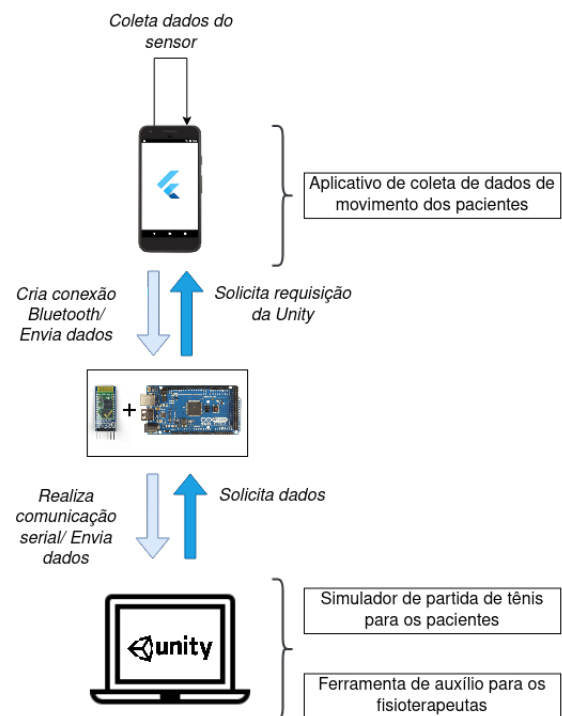 Coleta dados do
sensor
Aplicativo de coleta de dados de
movimento dos pacientes
Cria conexão
Bluetooth/
Envia dados
Solicita requisição
da Unity
+
Realiza
comunicação
serial/ Envia
dados
Solicita dados
unity
Simulador de partida de tênis
para os pacientes
Ferramenta de auxílio para os
fisioterapeutas